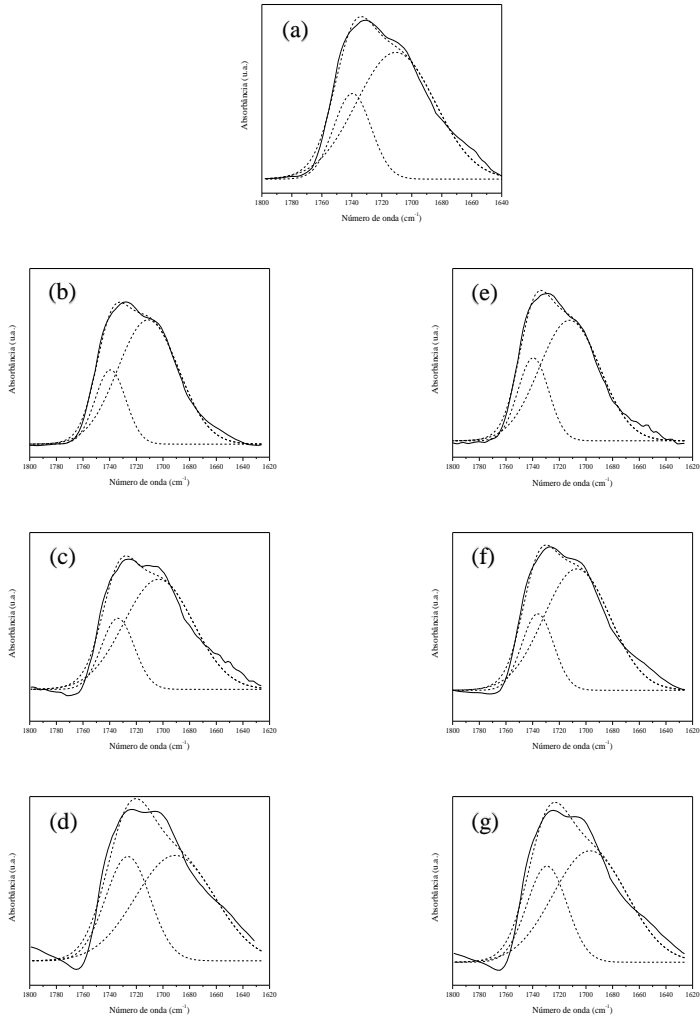 (a)
Absorbância (u.a.)
1800 1780 1760 1740 1720 1700 1680 1660 1640
Número de onda (cm⁻¹)
(b)
Absorbância (u.a.)
1800 1780 1760 1740 1720 1700 1680 1660 1640 1620
Número de onda (cm⁻¹)
(e)
Absorbância (u.a.)
1800 1780 1760 1740 1720 1700 1680 1660 1640 1620
Número de onda (cm⁻¹)
(c)
Absorbância (u.a.)
1800 1780 1760 1740 1720 1700 1680 1660 1640 1620
Número de onda (cm⁻¹)
(f)
Absorbância (u.a.)
1800 1780 1760 1740 1720 1700 1680 1660 1640 1620
Número de onda (cm⁻¹)
(d)
Absorbância (u.a.)
1800 1780 1760 1740 1720 1700 1680 1660 1640 1620
Número de onda (cm⁻¹)
(g)
Absorbância (u.a.)
1800 1780 1760 1740 1720 1700 1680 1660 1640 1620
Número de onda (cm⁻¹)